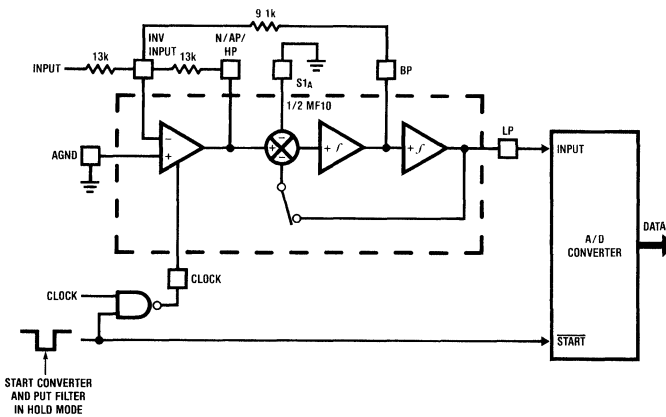 9 1k
INV
INPUT
N/AP/
HP
INPUT
13k
13k
S1A
BP
1/2 MF10
LP
AGND
INPUT
A/D
CONVERTER
DATA
CLOCK
CLOCK
START
START CONVERTER
AND PUT FILTER
IN HOLD MODE